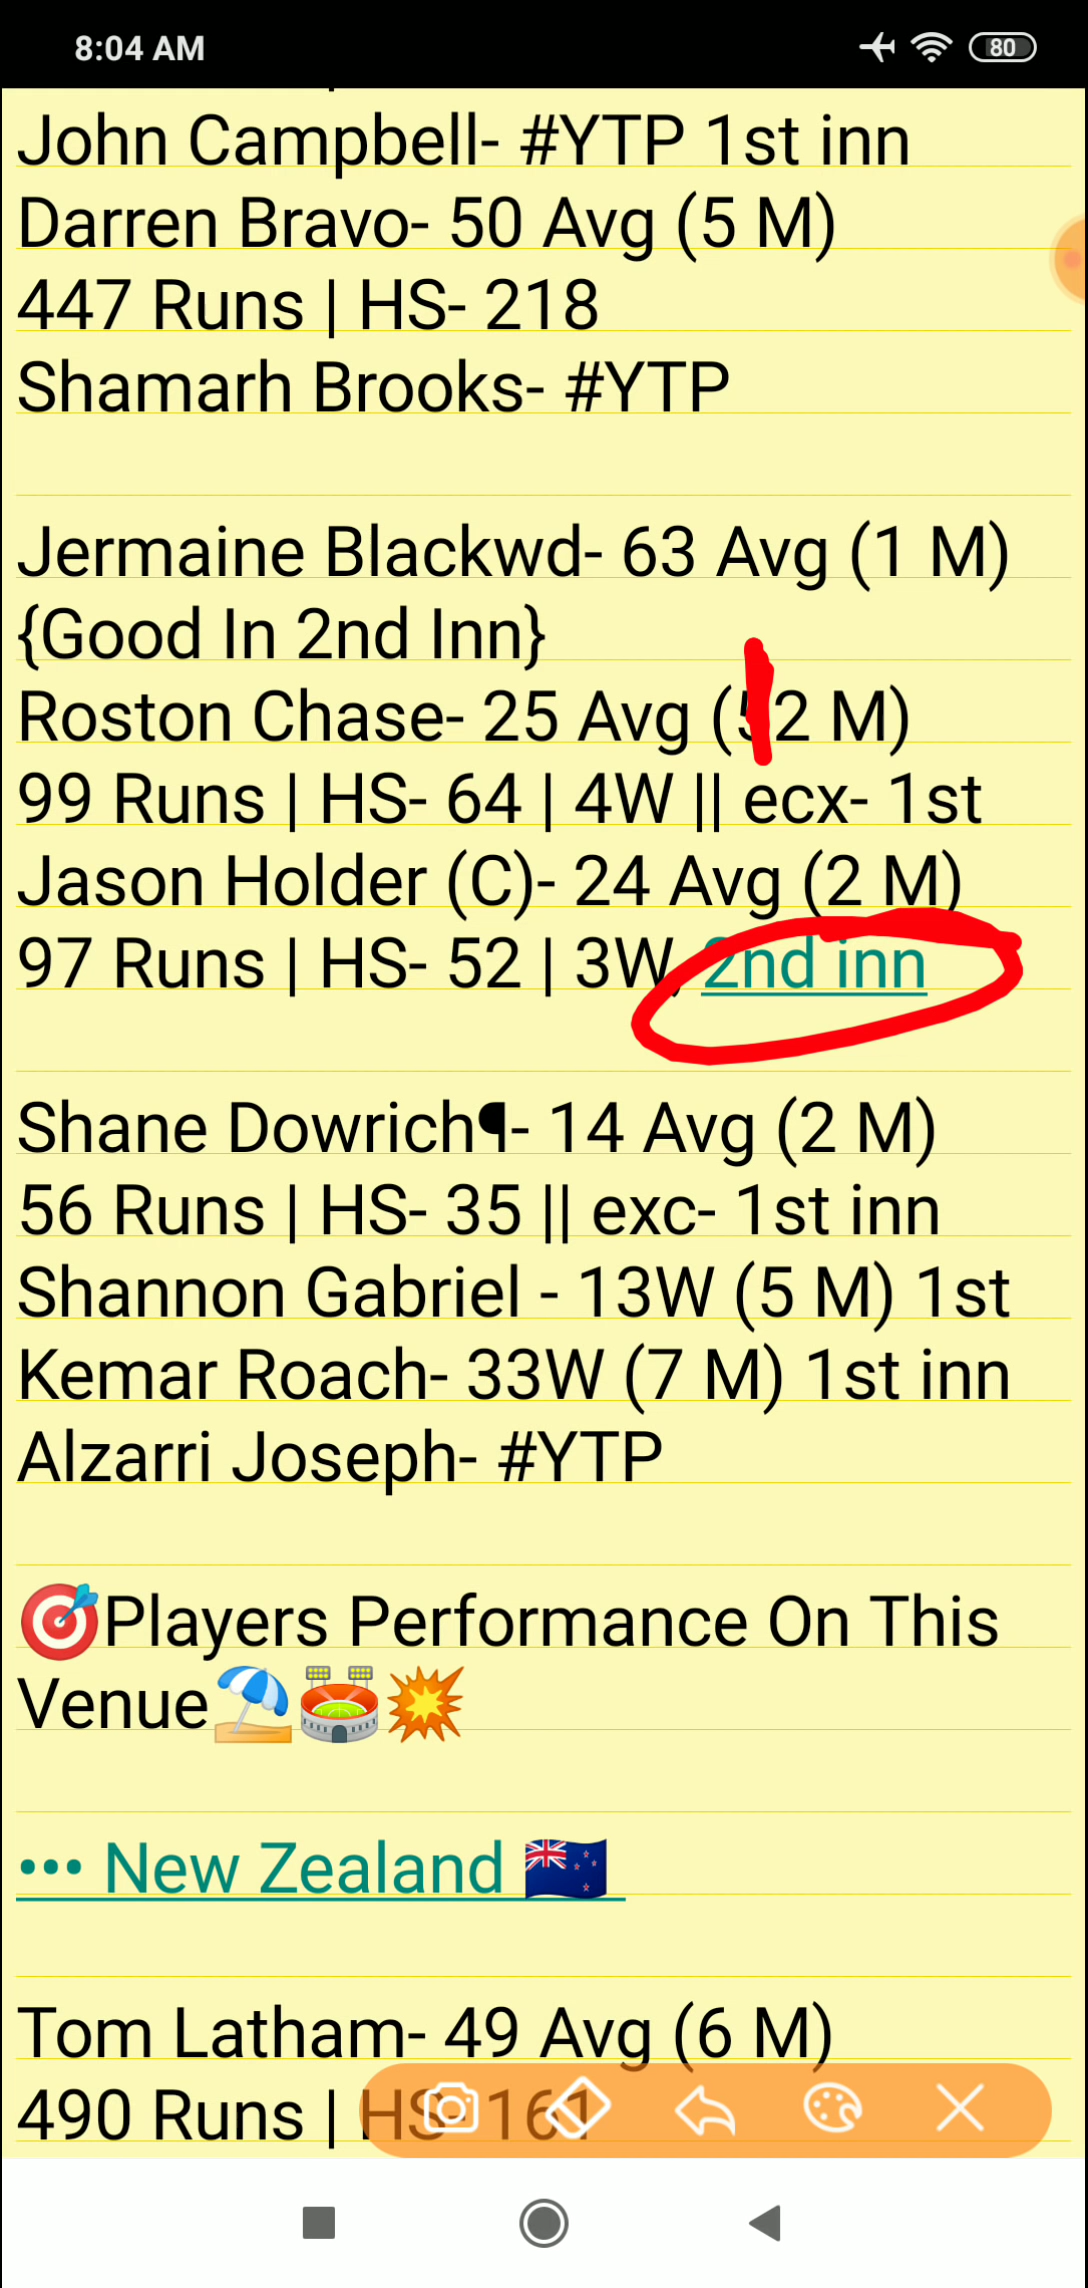 8:04 AM
80
John Campbell- #YTP 1st inn
Darren Bravo- 50 Avg (5 M)
447 Runs | HS- 218
Shamarh Brooks- #YTP
Jermaine Blackwd- 63 Avg (1 M)
{Good In 2nd Inn}
Roston Chase- 25 Avg (52 M)
99 Runs | HS- 64 | 4W || ecx- 1st
Jason Holder (C)- 24 Avg (2 M)
97 Runs | HS- 52 | 3W, 2nd inn
Shane Dowrich¶- 14 Avg (2 M)
56 Runs | HS- 35 || exc- 1st inn
Shannon Gabriel - 13W (5 M) 1st
Kemar Roach- 33W (7 M) 1st inn
Alzarri Joseph- #YTP
🎯Players Performance On This
Venue⛱️🏟️💥
••• New Zealand 🇳🇿
Tom Latham- 49 Avg (6 M)
490 Runs | HS- 161